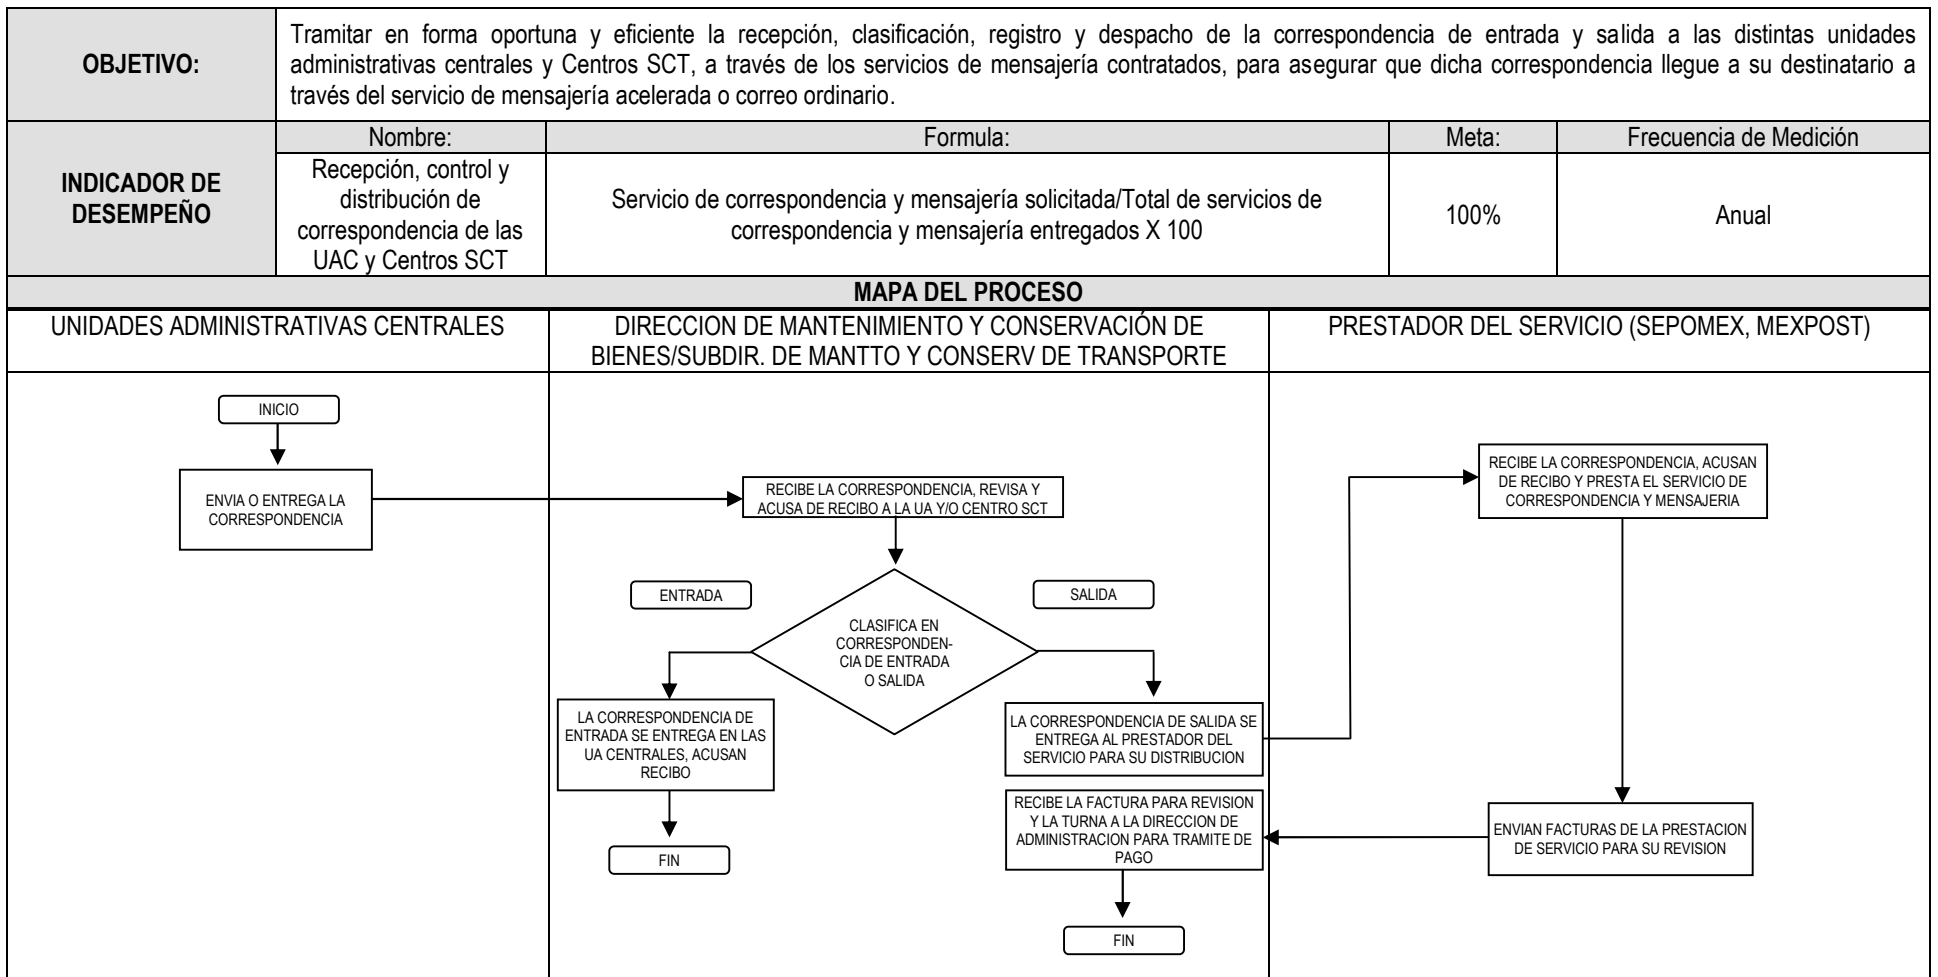 OBJETIVO:
Tramitar en forma oportuna y eficiente la recepción, clasificación, registro y despacho de la correspondencia de entrada y salida a las distintas unidades
administrativas centrales y Centros SCT, a través de los servicios de mensajería contratados, para asegurar que dicha correspondencia llegue a su destinatario a
través del servicio de mensajería acelerada o correo ordinario.
INDICADOR DE
DESEMPEÑO
Nombre:
Formula:
Meta:
Frecuencia de Medición
Recepción, control y
distribución de
correspondencia de las
UAC y Centros SCT
Servicio de correspondencia y mensajería solicitada/Total de servicios de
correspondencia y mensajería entregados X 100
100%
Anual
MAPA DEL PROCESO
UNIDADES ADMINISTRATIVAS CENTRALES
DIRECCION DE MANTENIMIENTO Y CONSERVACIÓN DE
BIENES/SUBDIR. DE MANTTO Y CONSERV DE TRANSPORTE
PRESTADOR DEL SERVICIO (SEPOMEX, MEXPOST)
INICIO
ENVIA O ENTREGA LA
CORRESPONDENCIA
RECIBE LA CORRESPONDENCIA, REVISA Y
ACUSA DE RECIBO A LA UA Y/O CENTRO SCT
ENTRADA
SALIDA
CLASIFICA EN
CORRESPONDEN-
CIA DE ENTRADA
O SALIDA
LA CORRESPONDENCIA DE
ENTRADA SE ENTREGA EN LAS
UA CENTRALES, ACUSAN
RECIBO
FIN
LA CORRESPONDENCIA DE SALIDA SE
ENTREGA AL PRESTADOR DEL
SERVICIO PARA SU DISTRIBUCION
RECIBE LA CORRESPONDENCIA, ACUSAN
DE RECIBO Y PRESTA EL SERVICIO DE
CORRESPONDENCIA Y MENSAJERIA
ENVIAN FACTURAS DE LA PRESTACION
DE SERVICIO PARA SU REVISION
RECIBE LA FACTURA PARA REVISION
Y LA TURNA A LA DIRECCION DE
ADMINISTRACION PARA TRAMITE DE
PAGO
FIN